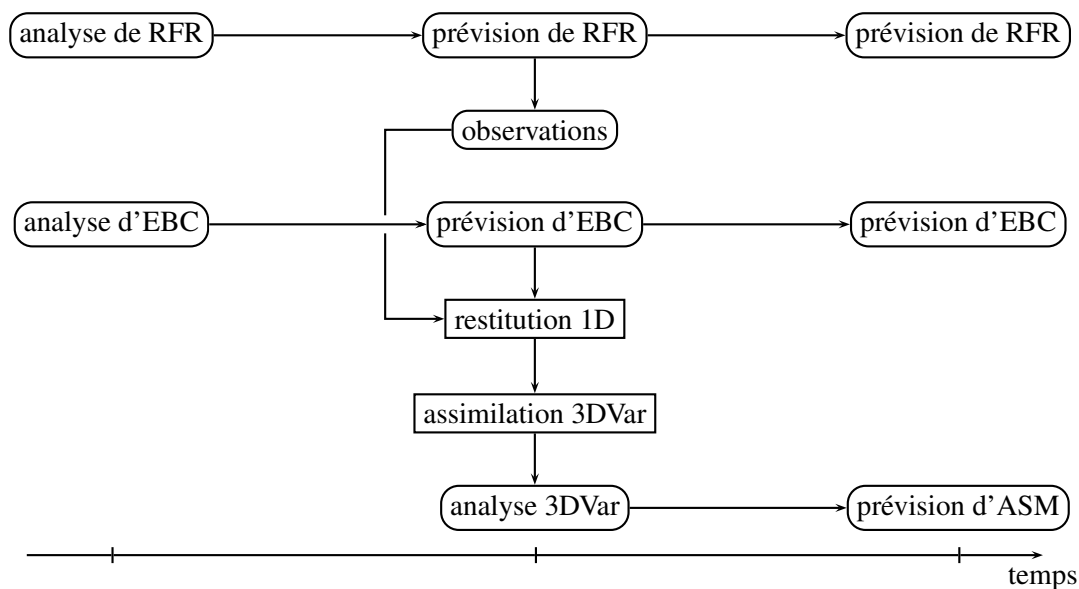 analyse de RFR
prévision de RFR
prévision de RFR
observations
analyse d'EBC
prévision d'EBC
prévision d'EBC
restitution 1D
assimilation 3DVar
analyse 3DVar
prévision d'ASM
temps